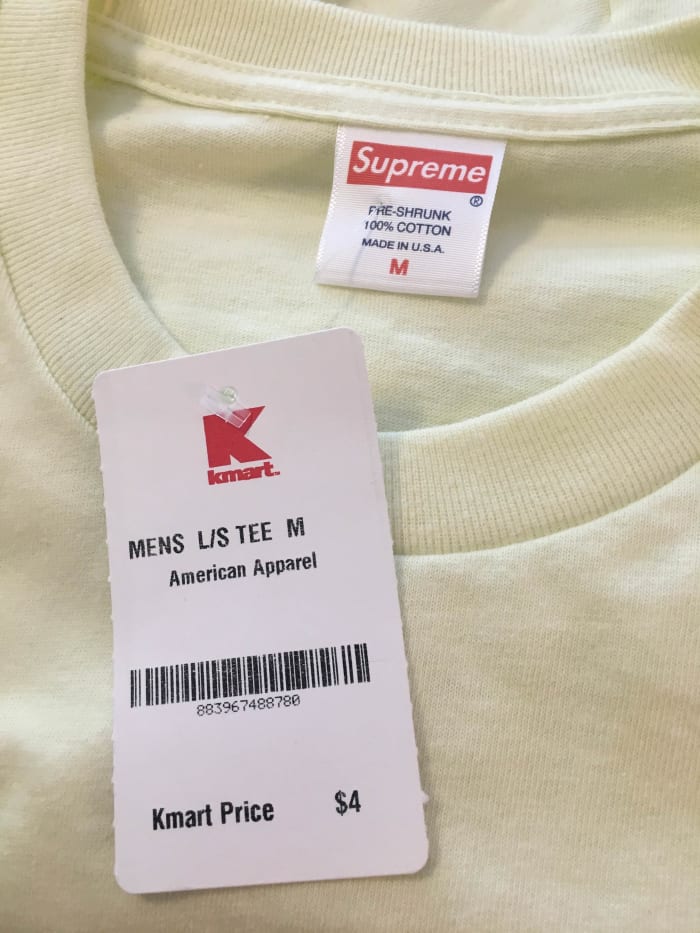 Supreme
®
PRE-SHRUNK
100% COTTON
MADE IN U.S.A.
M
K
kmart.
MENS L/S TEE M
American Apparel
883967488780
Kmart Price $4